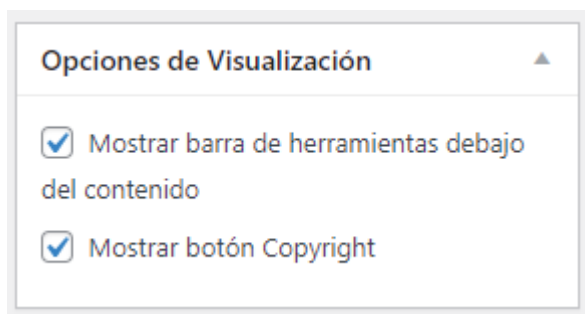 Opciones de Visualización
Mostrar barra de herramientas debajo
del contenido
Mostrar botón Copyright